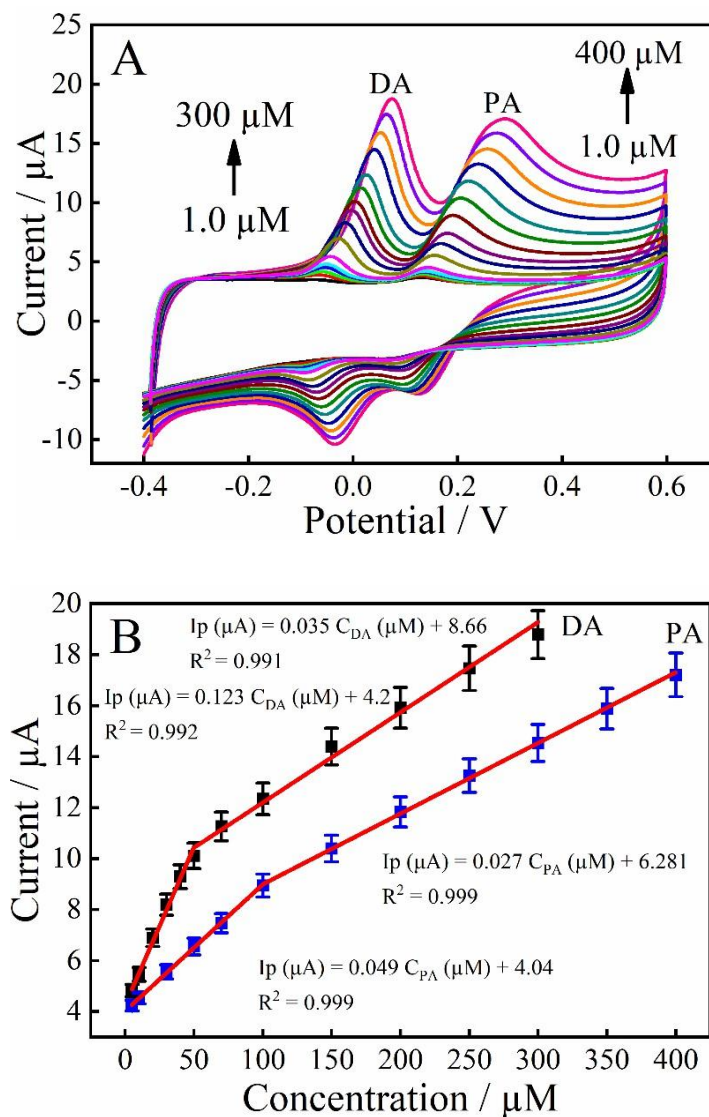 A
DA
PA
300 µM
1.0 µM
400 µM
1.0 µM
25
20
15
10
5
0
-5
-10
-0.4
-0.2
0.0
0.2
0.4
0.6
Current / µA
Potential / V
B
Ip (µA) = 0.035 C_DA (µM) + 8.66
R² = 0.991
DA
PA
Ip (µA) = 0.123 C_DA (µM) + 4.2
R² = 0.992
Ip (µA) = 0.027 C_PA (µM) + 6.281
R² = 0.999
Ip (µA) = 0.049 C_PA (µM) + 4.04
R² = 0.999
20
18
16
14
12
10
8
6
4
0
50
100
150
200
250
300
350
400
Current / µA
Concentration / µM